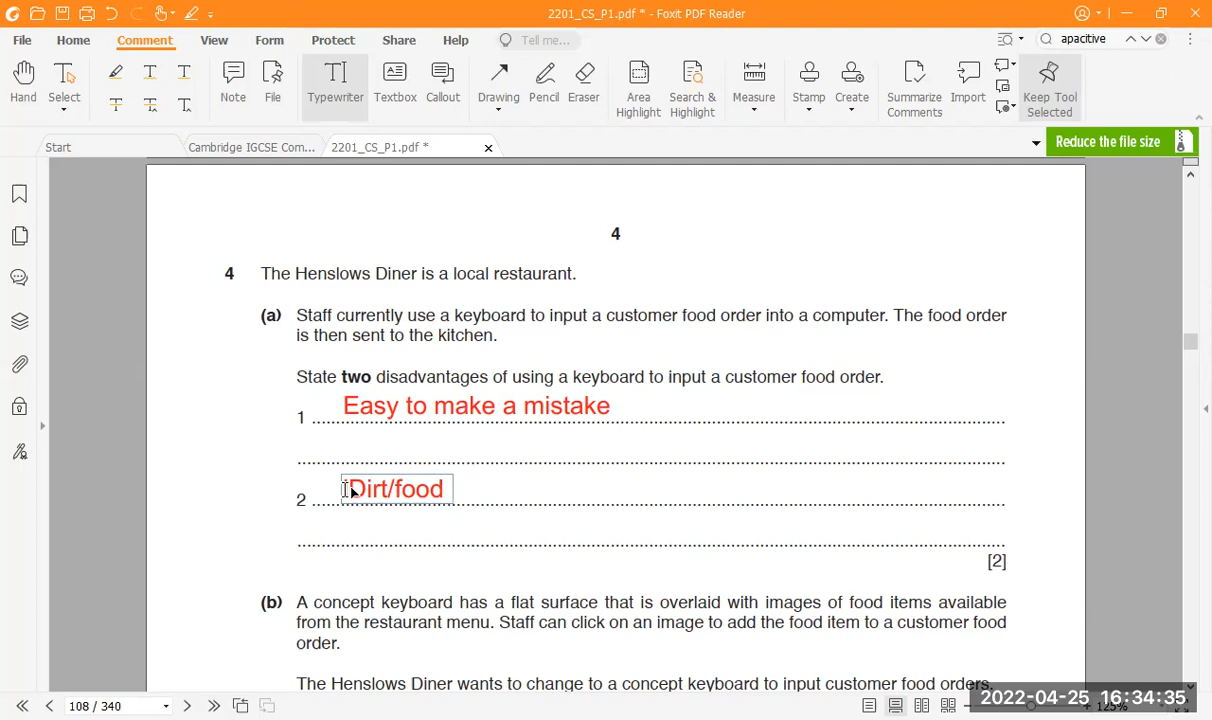 2201_CS_P1.pdf * - Foxit PDF Reader
File Home Comment View Form Protect Share Help Tell me... apacitive
Hand Select Note File Typewriter Textbox Callout Drawing Pencil Eraser Area Highlight Search & Highlight Measure Stamp Create Summarize Comments Import Keep Tool Selected
Start Cambridge IGCSE Com... 2201_CS_P1.pdf * Reduce the file size
4
4 The Henslows Diner is a local restaurant.
(a) Staff currently use a keyboard to input a customer food order into a computer. The food order
is then sent to the kitchen.
State two disadvantages of using a keyboard to input a customer food order.
1 Easy to make a mistake
2 Dirt/food
[2]
(b) A concept keyboard has a flat surface that is overlaid with images of food items available
from the restaurant menu. Staff can click on an image to add the food item to a customer food
order.
The Henslows Diner wants to change to a concept keyboard to input customer food orders.
108 / 340 125%
2022-04-25 16:34:35